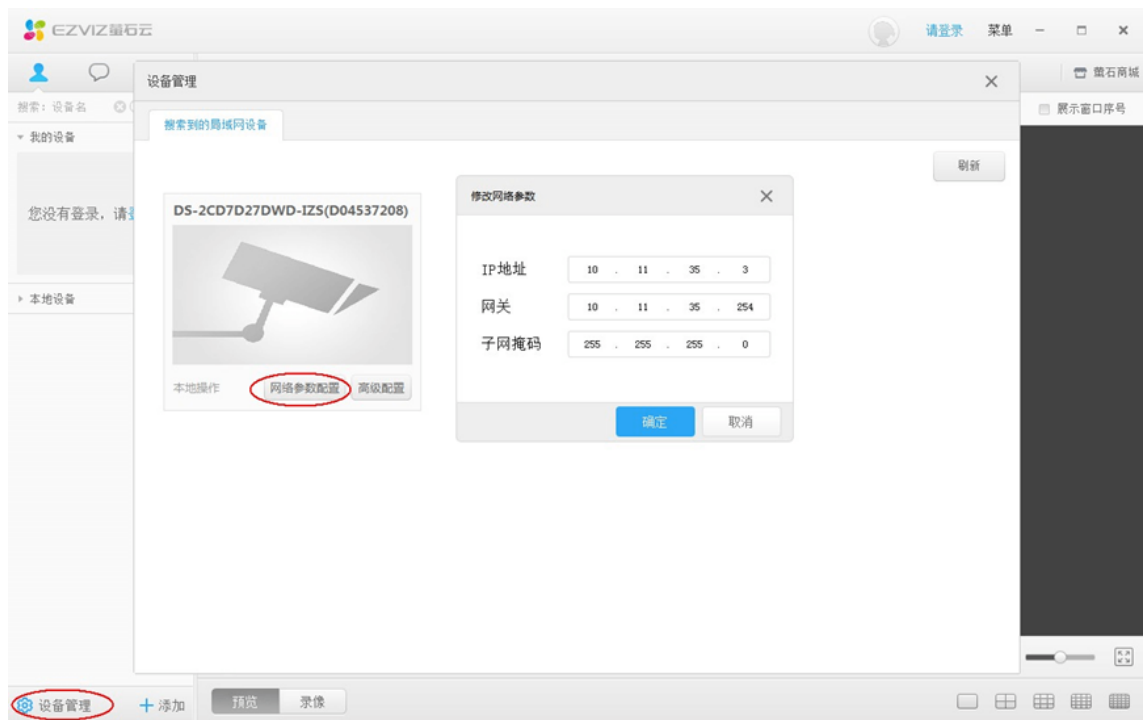 EZVIZ萤石云
请登录 菜单
萤石商城
搜索：设备名
展示窗口序号
我的设备
您没有登录，请
本地设备
设备管理
搜索到的局域网设备
刷新
DS-2CD7D27DWD-IZS(D04537208)
本地操作 网络参数配置 高级配置
修改网络参数
IP地址 10 . 11 . 35 . 3
网关 10 . 11 . 35 . 254
子网掩码 255 . 255 . 255 . 0
确定 取消
设备管理 添加 预览 录像